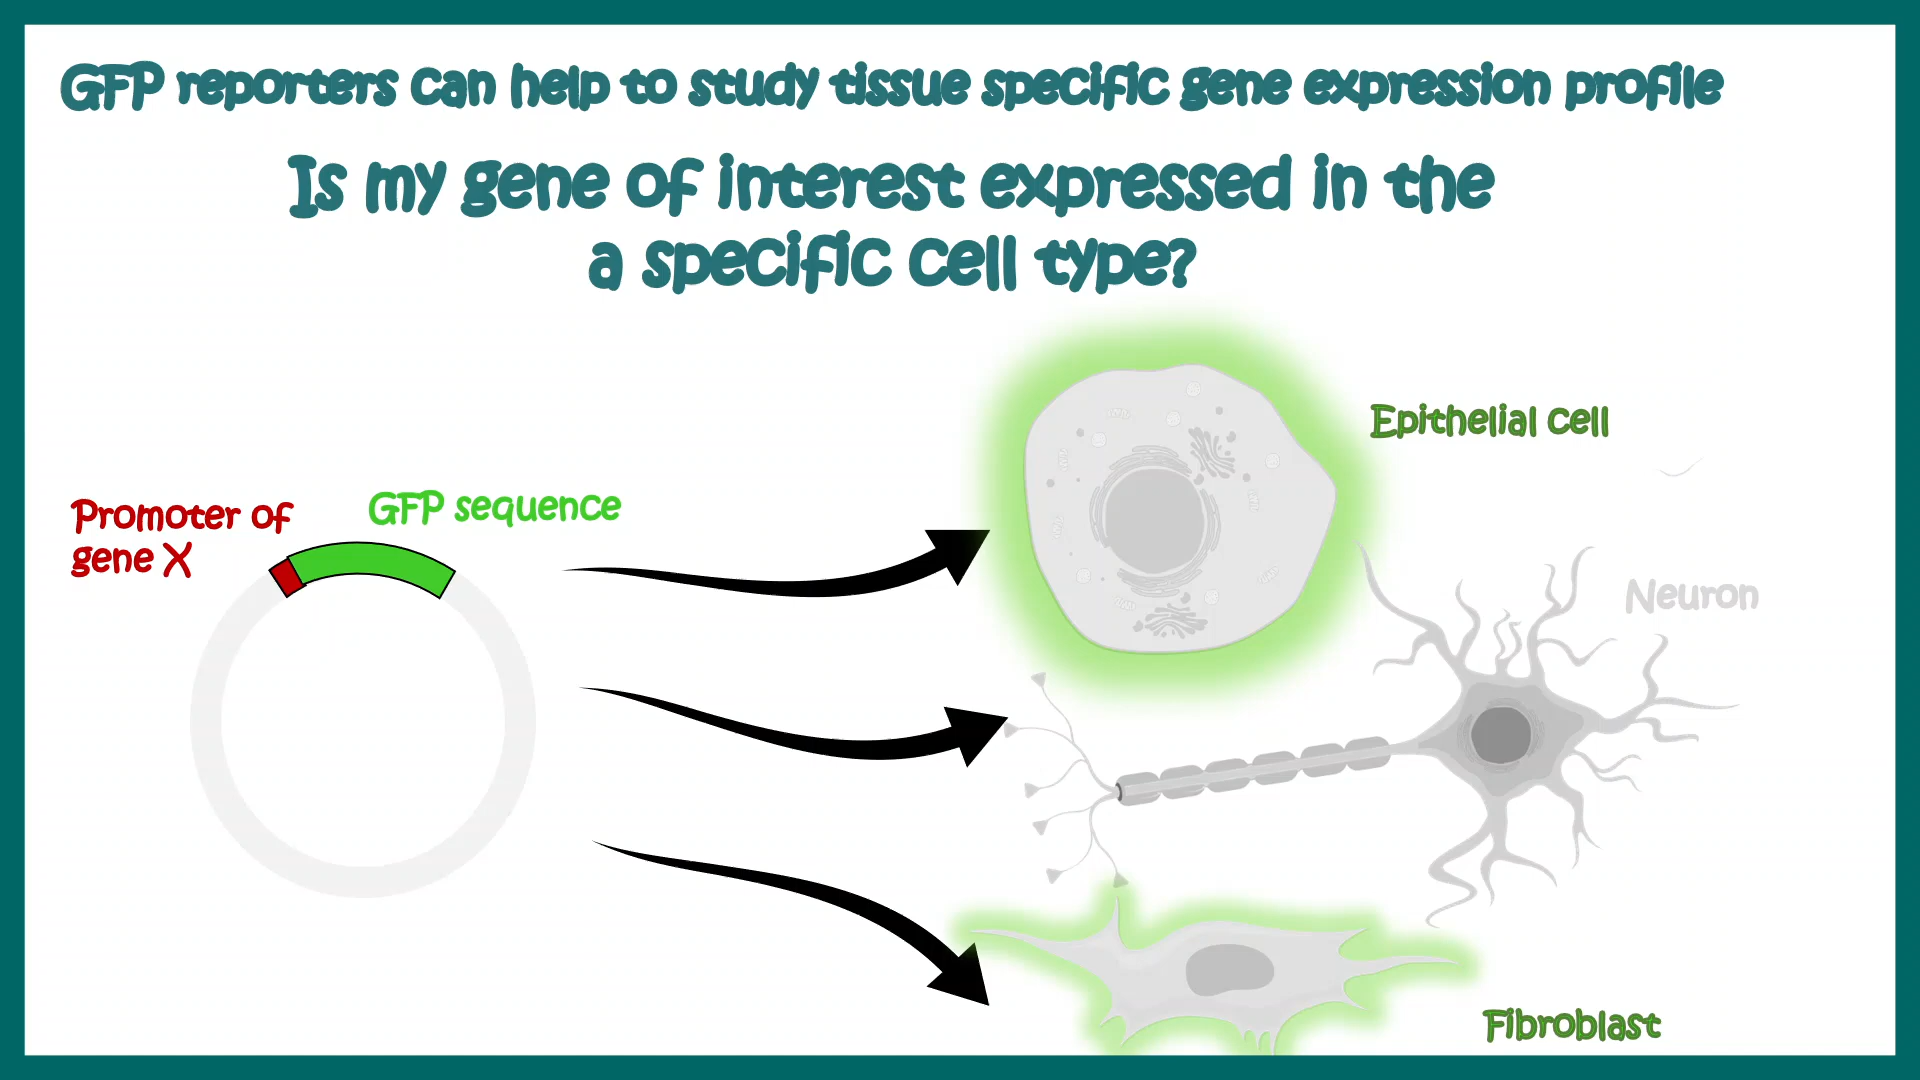 GFP reporters can help to study tissue specific gene expression profile
Is my gene of interest expressed in the
a specific cell type?
Epithelial cell
Promoter of
gene X
GFP sequence
Neuron
Fibroblast